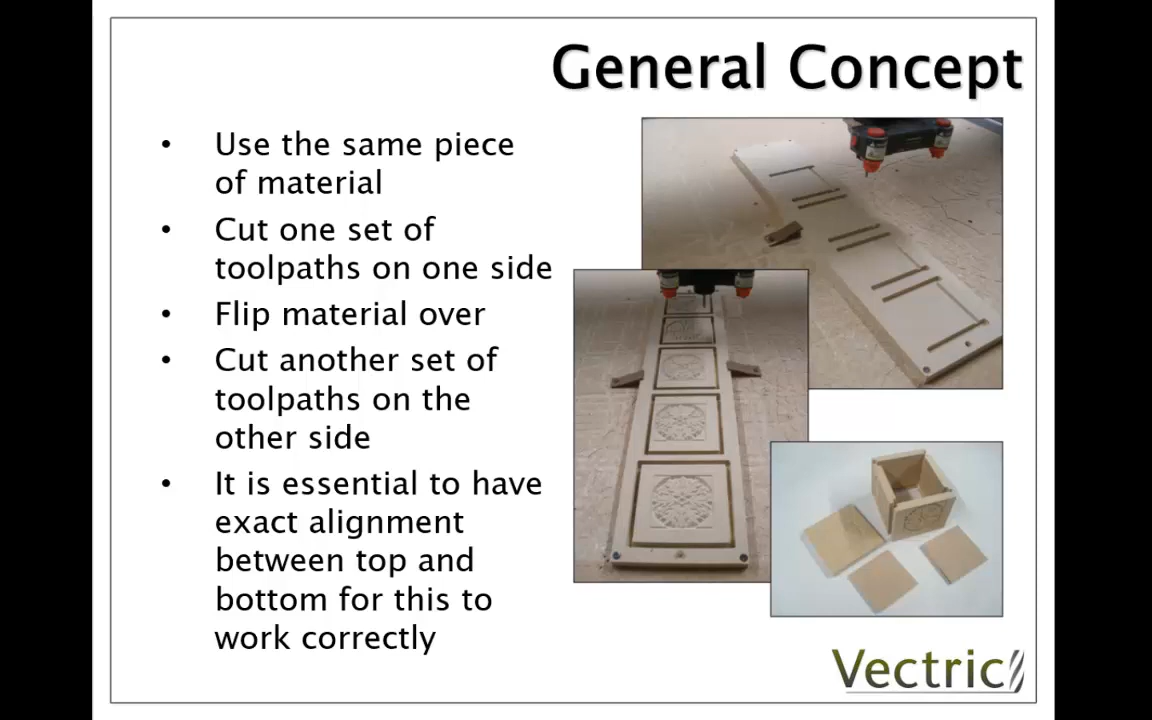 General Concept
• Use the same piece
of material
• Cut one set of
toolpaths on one side
• Flip material over
• Cut another set of
toolpaths on the
other side
• It is essential to have
exact alignment
between top and
bottom for this to
work correctly
Vectric